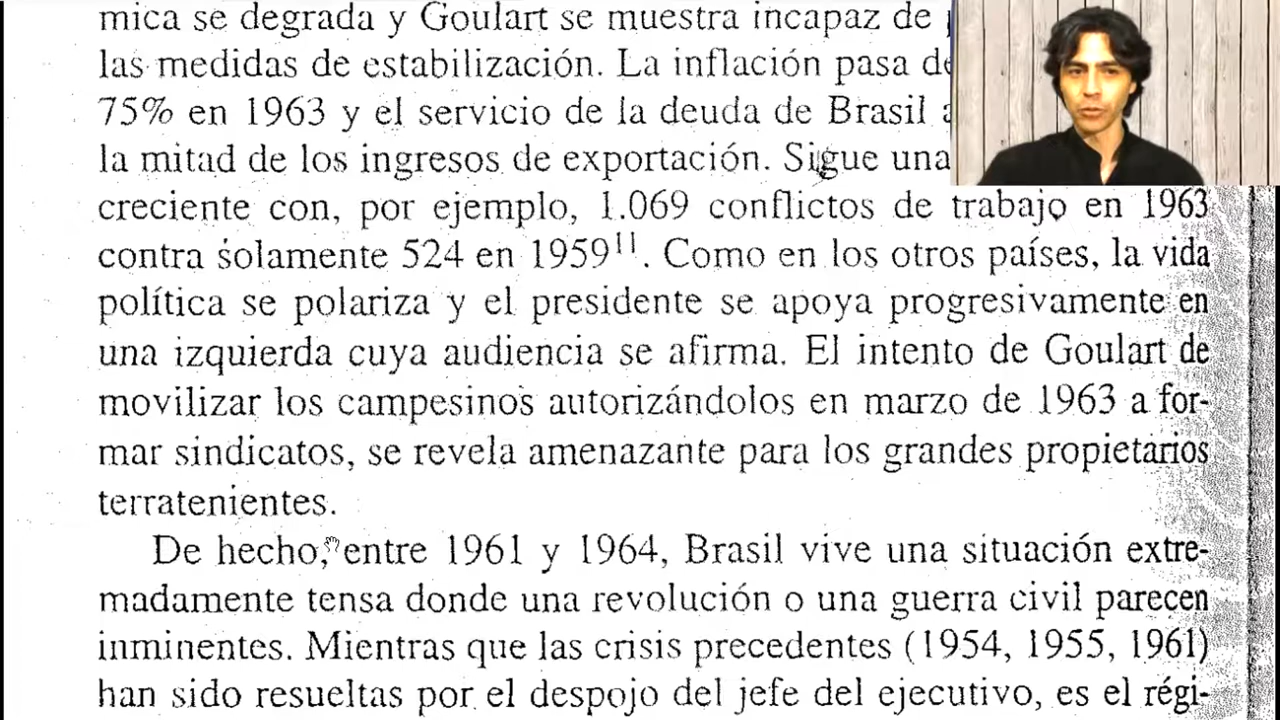 mica se degrada y Goulart se muestra incapaz de
las medidas de estabilización. La inflación pasa de
75% en 1963 y el servicio de la deuda de Brasil
la mitad de los ingresos de exportación. Sigue una
creciente con, por ejemplo, 1.069 conflictos de trabajo en 1963
contra solamente 524 en 1959¹¹. Como en los otros países, la vida
política se polariza y el presidente se apoya progresivamente en
una izquierda cuya audiencia se afirma. El intento de Goulart de
movilizar los campesinos autorizándolos en marzo de 1963 a for-
mar sindicatos, se revela amenazante para los grandes propietarios
terratenientes.
De hecho, entre 1961 y 1964, Brasil vive una situación extre-
madamente tensa donde una revolución o una guerra civil parecen
inminentes. Mientras que las crisis precedentes (1954, 1955, 1961)
han sido resueltas por el despojo del jefe del ejecutivo, es el régi-